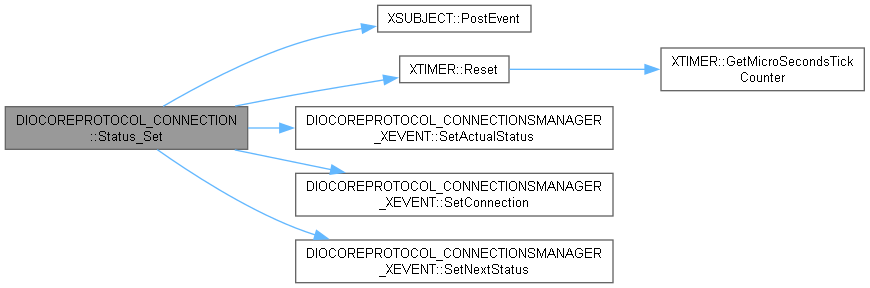 XSUBJECT::PostEvent
XTIMER::Reset
XTIMER::GetMicroSecondsTick
Counter
DIOCOREPROTOCOL_CONNECTION
::Status_Set
DIOCOREPROTOCOL_CONNECTIONSMANAGER
_XEVENT::SetActualStatus
DIOCOREPROTOCOL_CONNECTIONSMANAGER
_XEVENT::SetConnection
DIOCOREPROTOCOL_CONNECTIONSMANAGER
_XEVENT::SetNextStatus